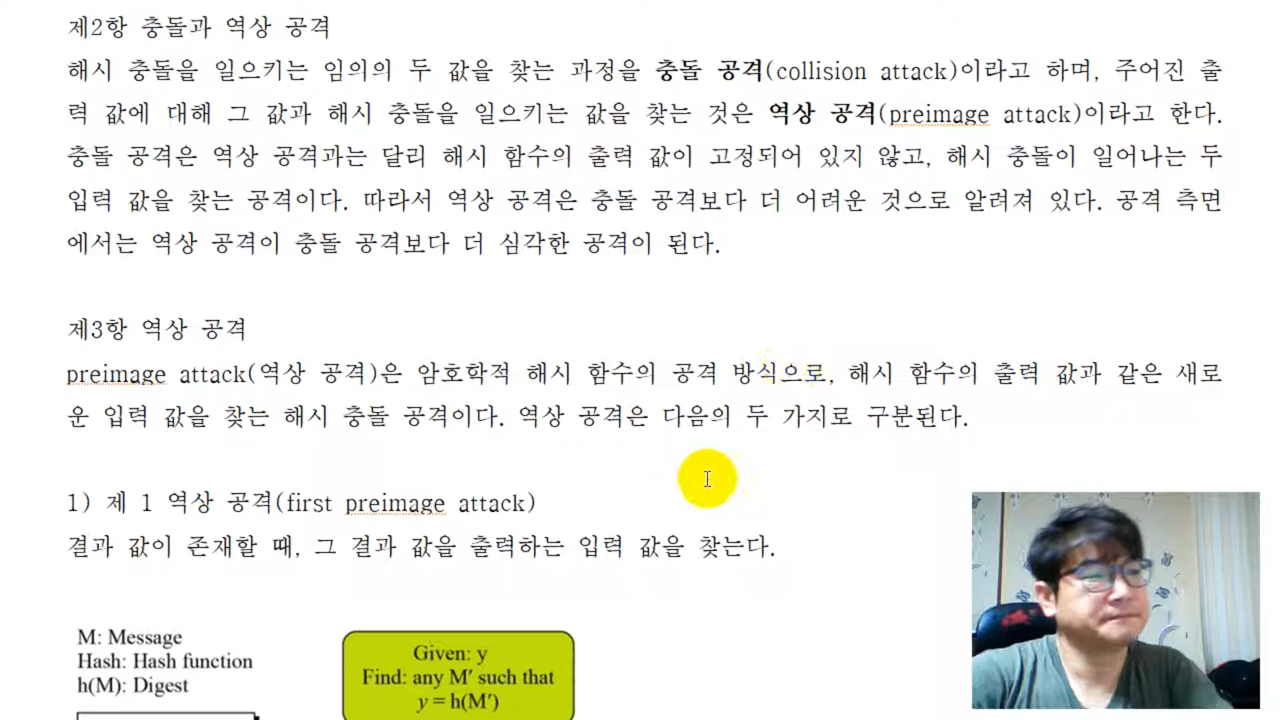 제2항 충돌과 역상 공격
해시 충돌을 일으키는 임의의 두 값을 찾는 과정을 충돌 공격(collision attack)이라고 하며, 주어진 출
력 값에 대해 그 값과 해시 충돌을 일으키는 값을 찾는 것은 역상 공격(preimage attack)이라고 한다.
충돌 공격은 역상 공격과는 달리 해시 함수의 출력 값이 고정되어 있지 않고, 해시 충돌이 일어나는 두
입력 값을 찾는 공격이다. 따라서 역상 공격은 충돌 공격보다 더 어려운 것으로 알려져 있다. 공격 측면
에서는 역상 공격이 충돌 공격보다 더 심각한 공격이 된다.
제3항 역상 공격
preimage attack(역상 공격)은 암호학적 해시 함수의 공격 방식으로, 해시 함수의 출력 값과 같은 새로
운 입력 값을 찾는 해시 충돌 공격이다. 역상 공격은 다음의 두 가지로 구분된다.
1) 제 1 역상 공격(first preimage attack)
결과 값이 존재할 때, 그 결과 값을 출력하는 입력 값을 찾는다.
M: Message
Hash: Hash function
h(M): Digest
Given: y
Find: any M′ such that
y = h(M′)